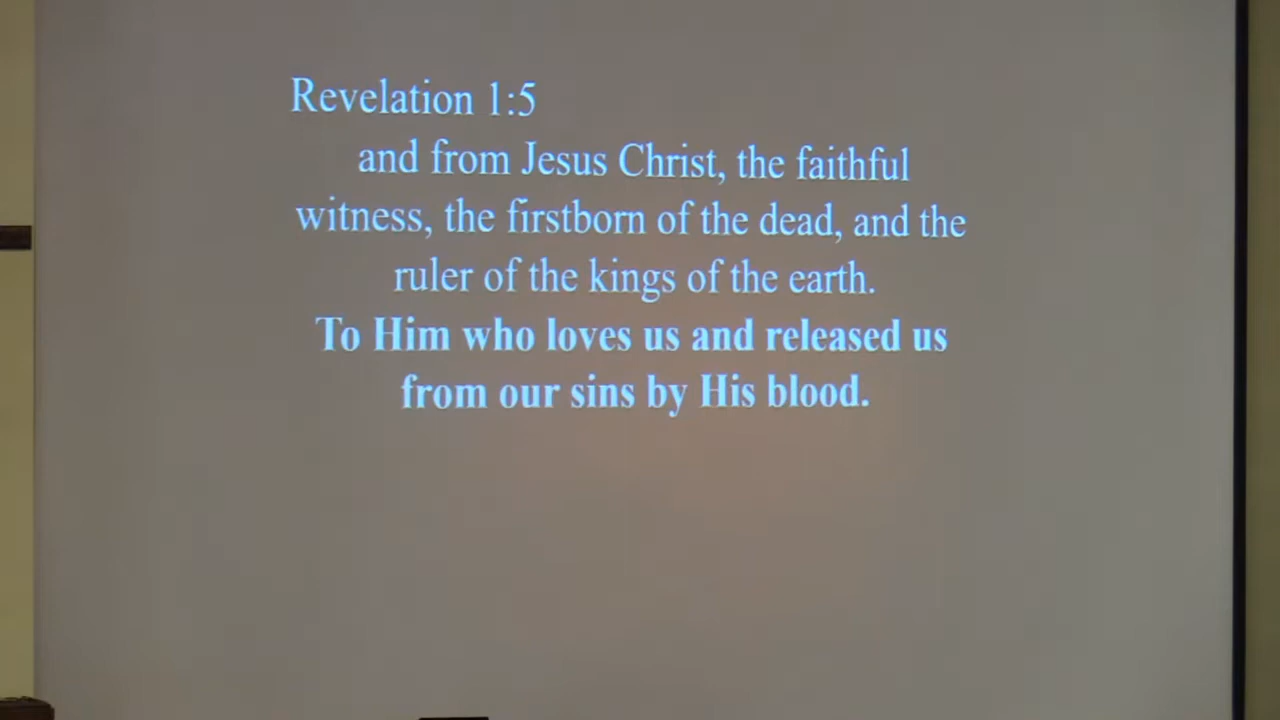 Revelation 1:5
and from Jesus Christ, the faithful
witness, the firstborn of the dead, and the
ruler of the kings of the earth.
To Him who loves us and released us
from our sins by His blood.